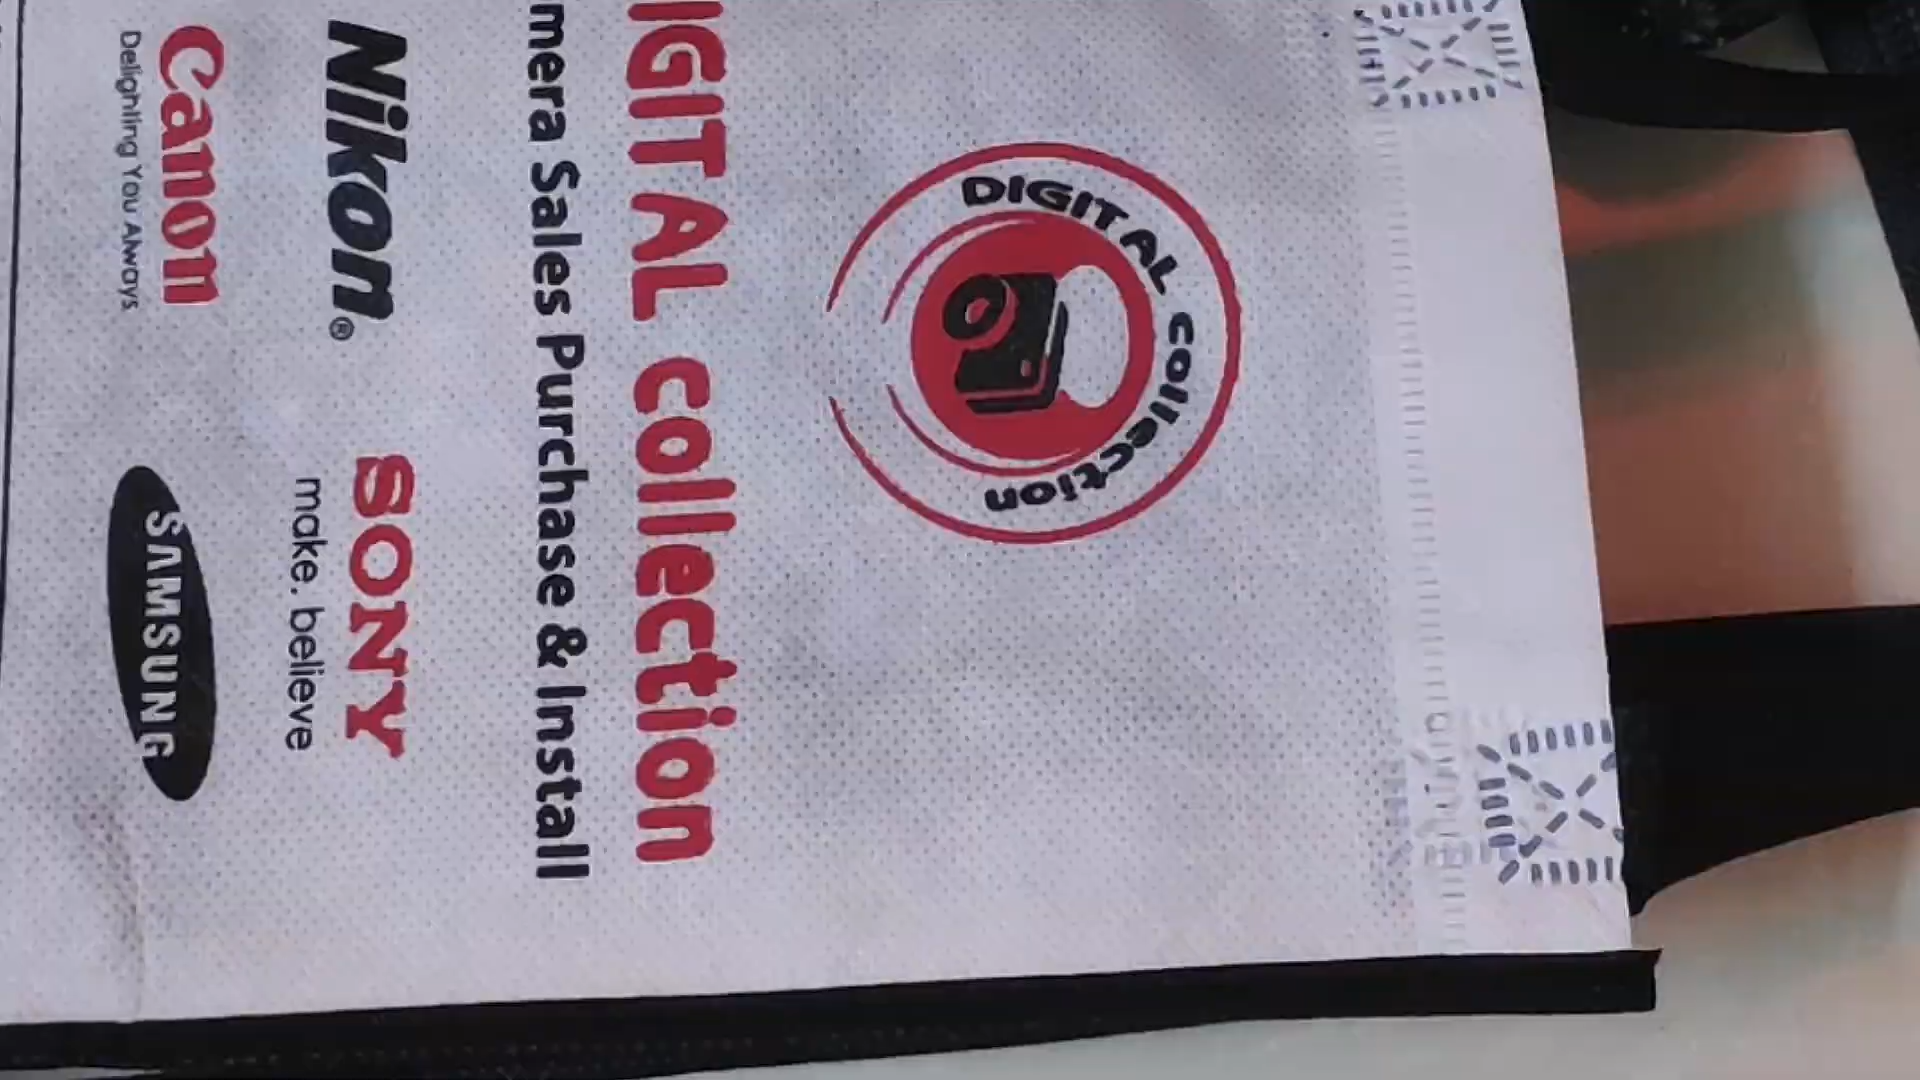 DIGITAL collection
IGITAL collection
mera Sales Purchase & Install
Nikon®
SONY
make. believe
Canon
Delighting You Always
SAMSUNG